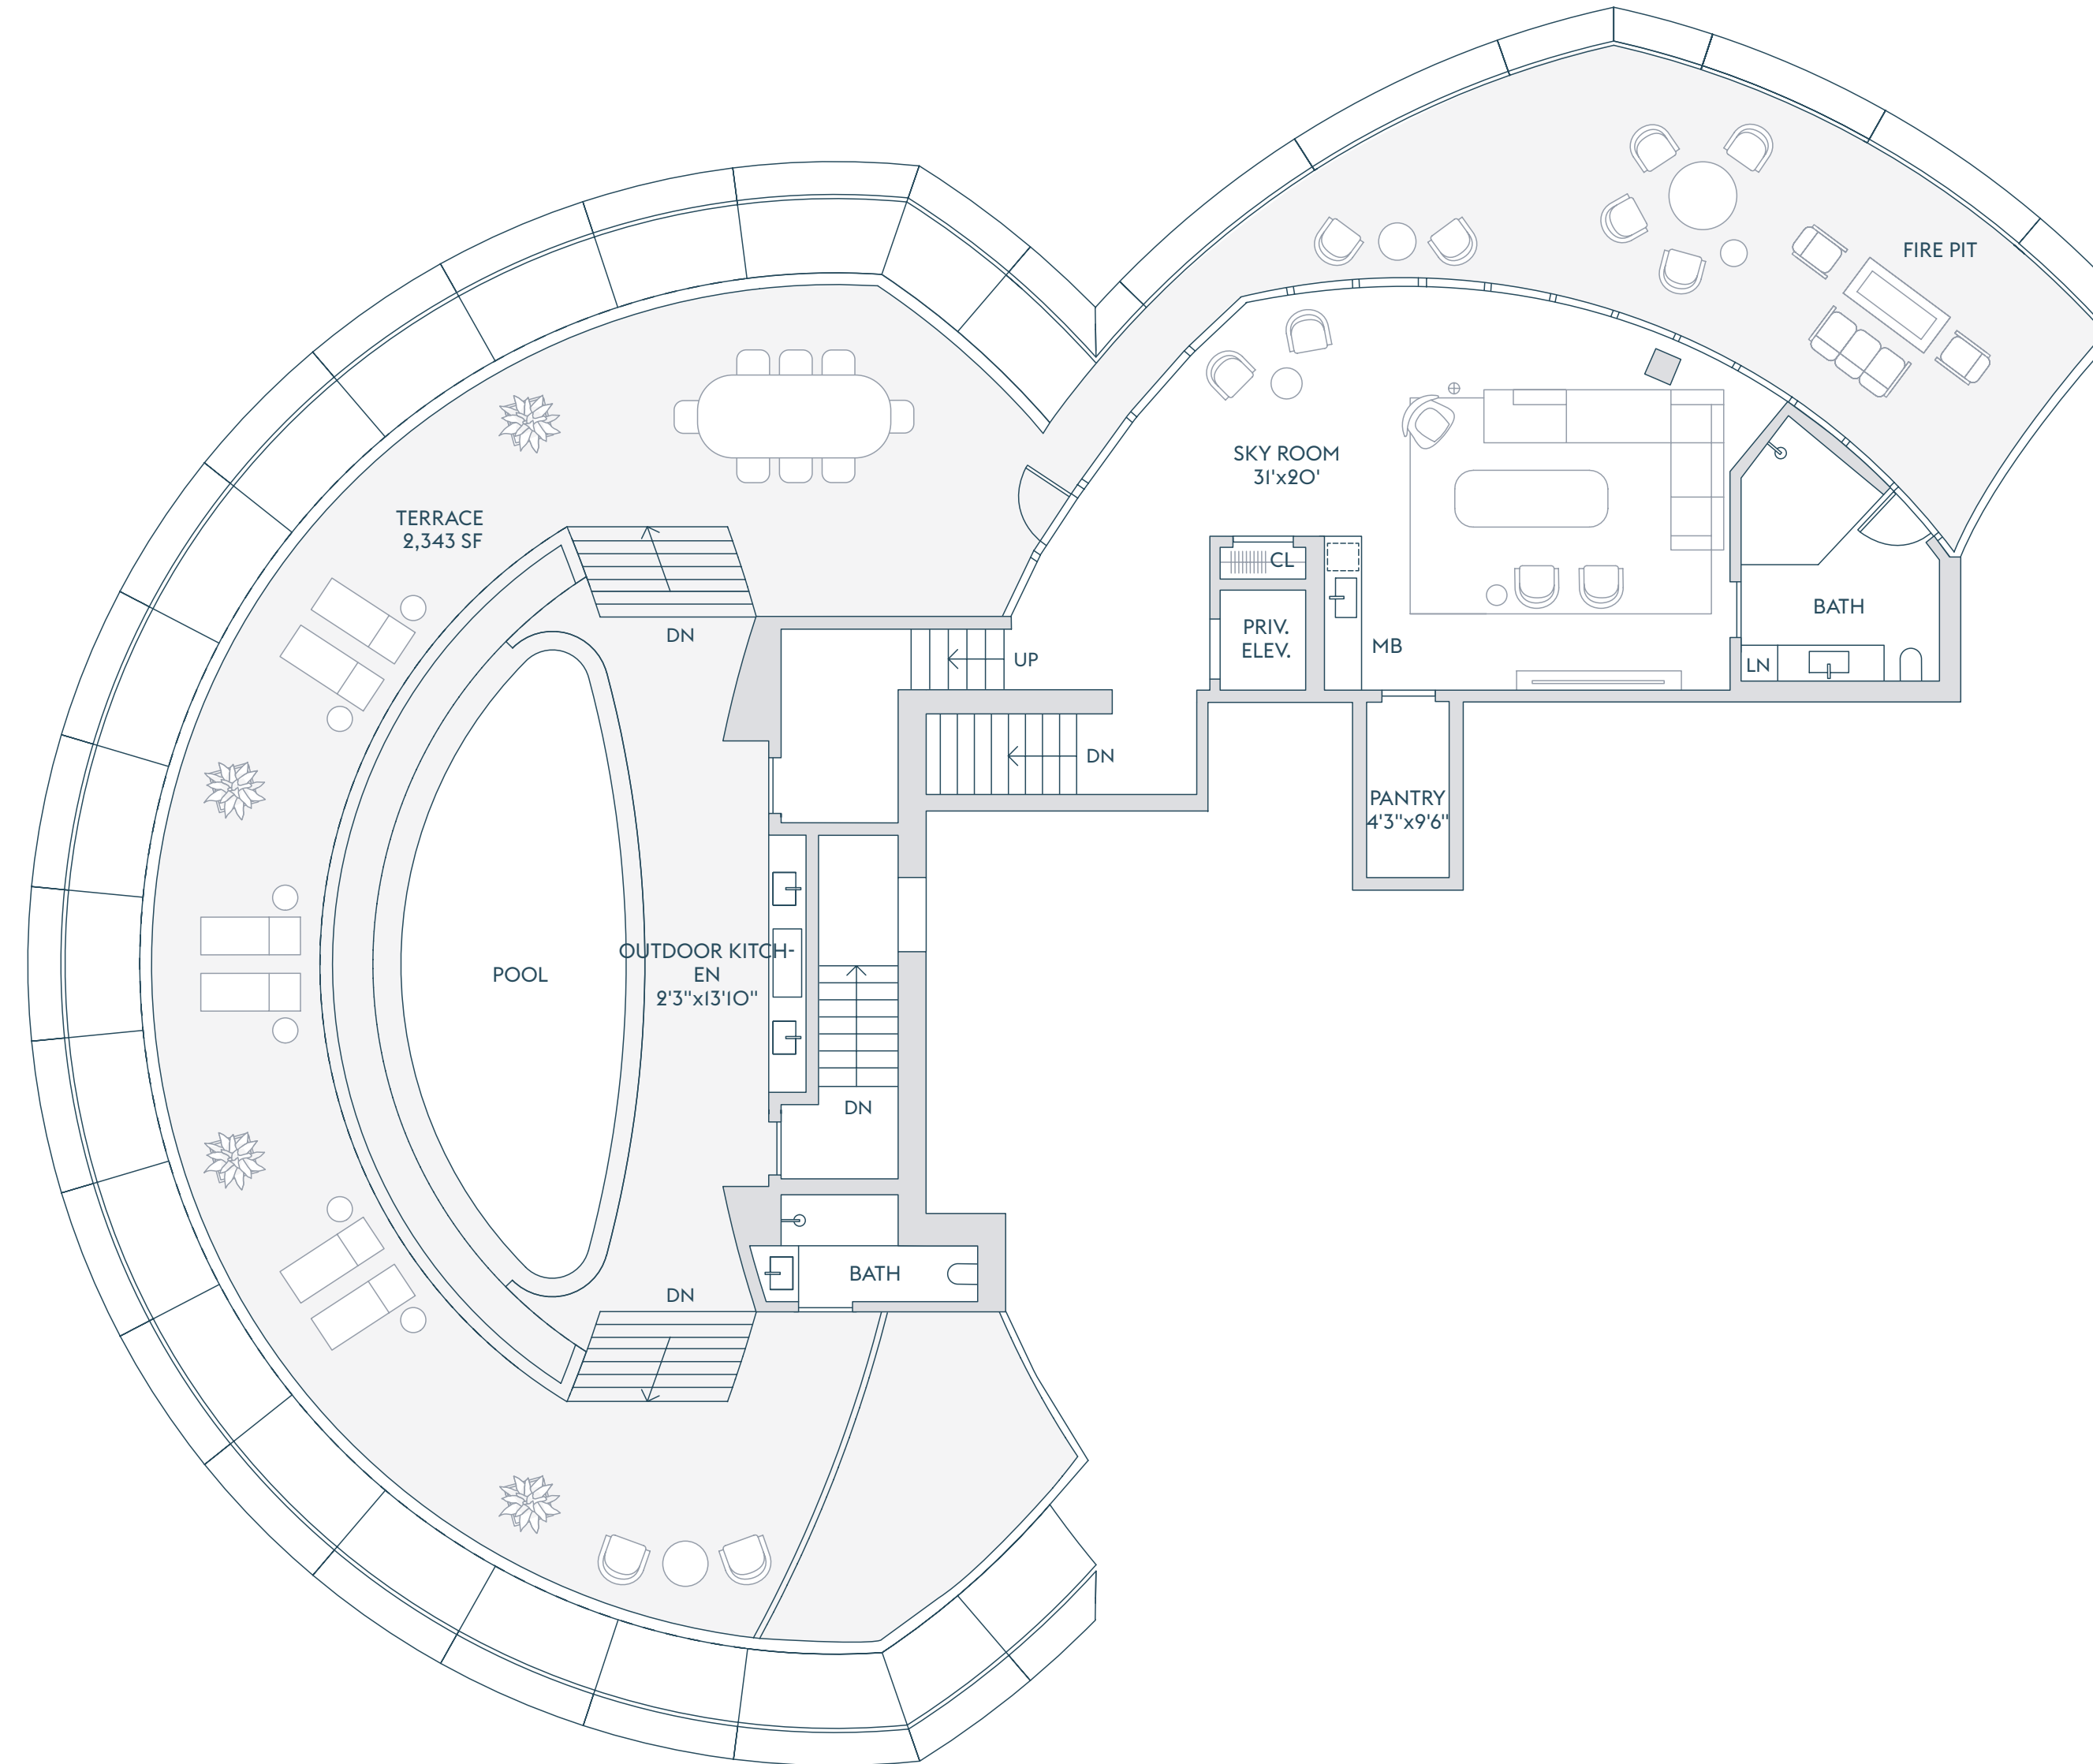 FIRE PIT
SKY ROOM
31'x20'
TERRACE
2,343 SF
CL
PRIV.
ELEV.
MB
BATH
LN
DN
UP
DN
PANTRY
4'3"x9'6"
OUTDOOR KITCH-
EN
2'3"x13'10"
POOL
DN
BATH
DN